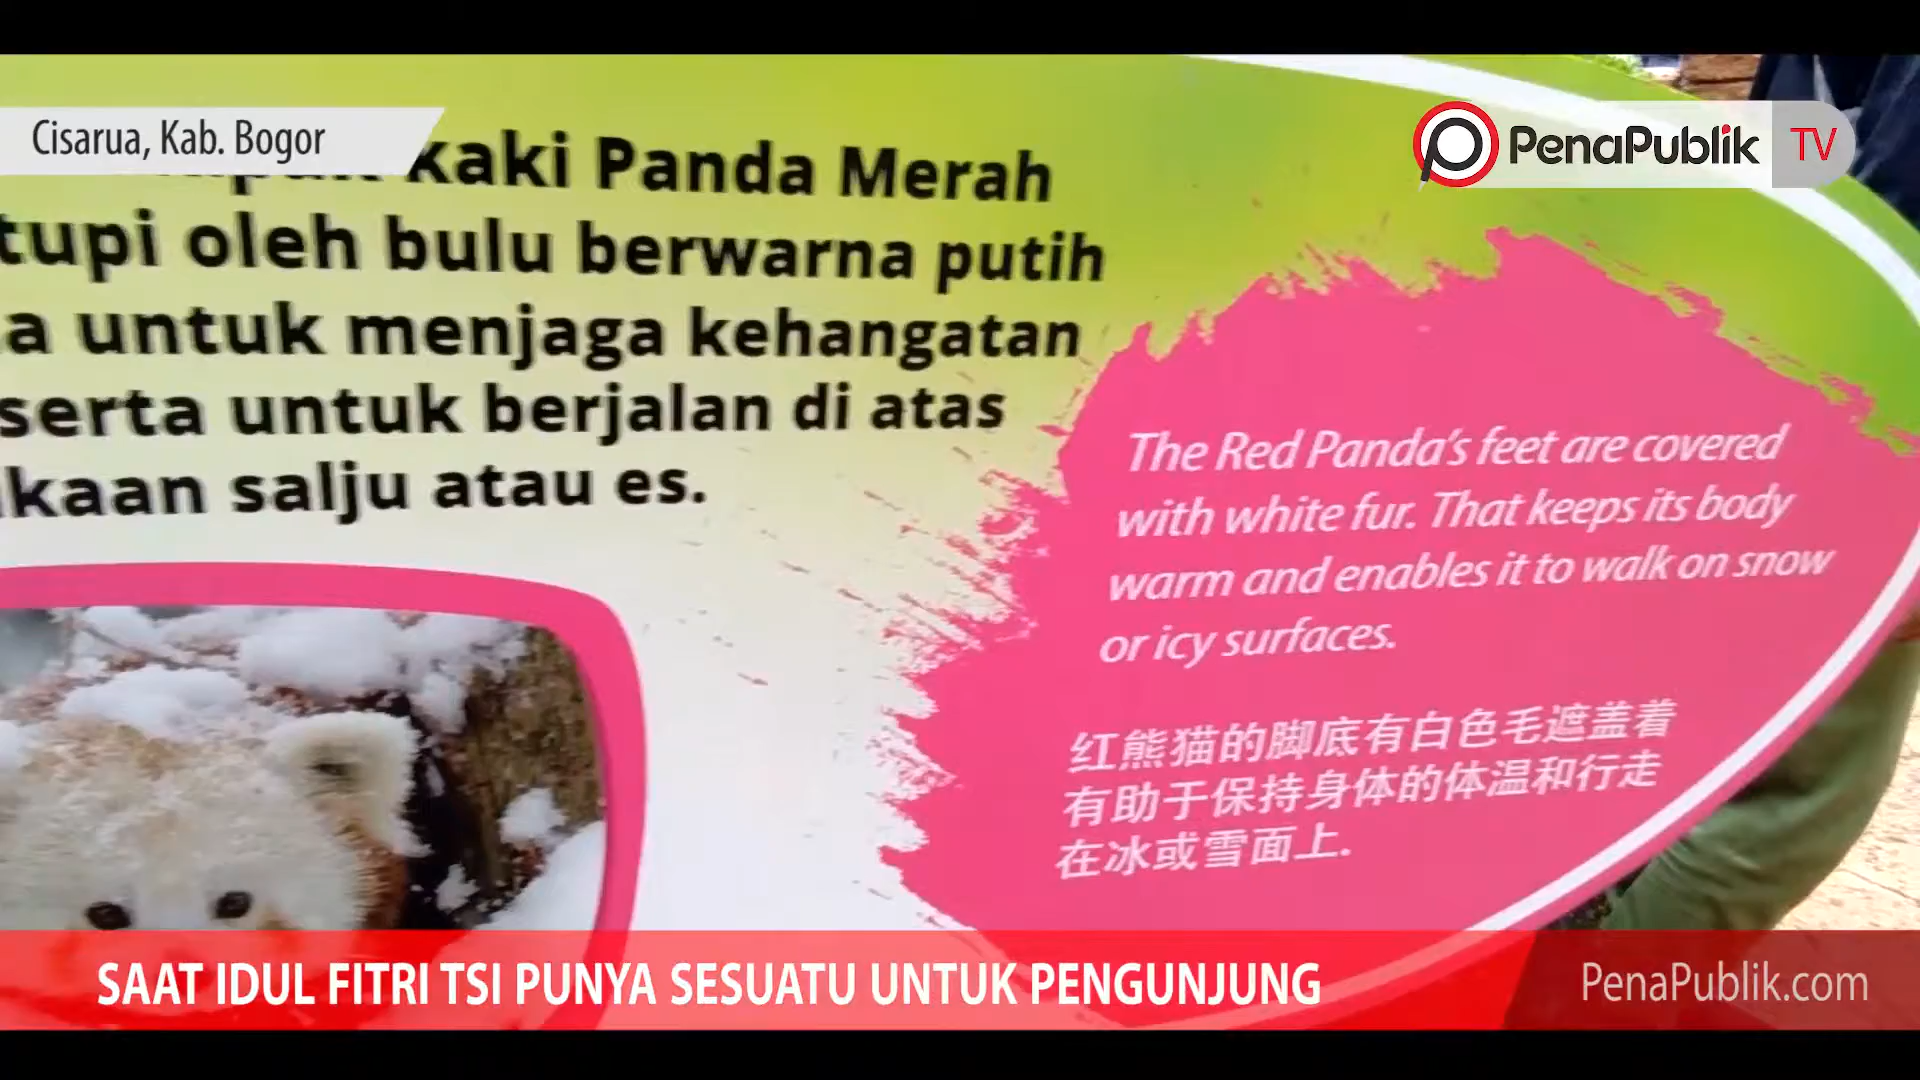 Cisarua, Kab. Bogor
PenaPublik TV
kaki Panda Merah
tupi oleh bulu berwarna putih
a untuk menjaga kehangatan
serta untuk berjalan di atas
kaan salju atau es.
The Red Panda's feet are covered
with white fur. That keeps its body
warm and enables it to walk on snow
or icy surfaces.
红熊猫的脚底有白色毛遮盖着
有助于保持身体的体温和行走
在冰或雪面上.
SAAT IDUL FITRI TSI PUNYA SESUATU UNTUK PENGUNJUNG
PenaPublik.com